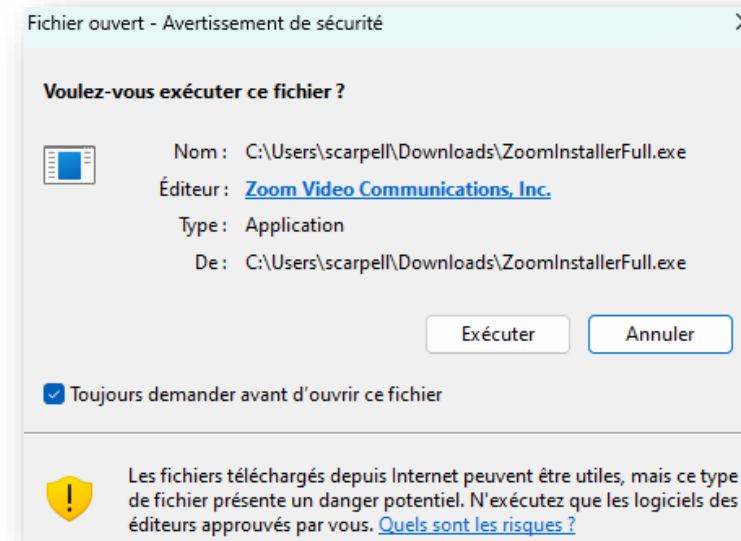 Fichier ouvert - Avertissement de sécurité
Voulez-vous exécuter ce fichier ?
Nom : C:\Users\scarpell\Downloads\ZoomInstallerFull.exe
Éditeur : Zoom Video Communications, Inc.
Type : Application
De : C:\Users\scarpell\Downloads\ZoomInstallerFull.exe
Exécuter Annuler
Toujours demander avant d’ouvrir ce fichier
Les fichiers téléchargés depuis Internet peuvent être utiles, mais ce type
de fichier présente un danger potentiel. N'exécutez que les logiciels des
éditeurs approuvés par vous. Quels sont les risques ?